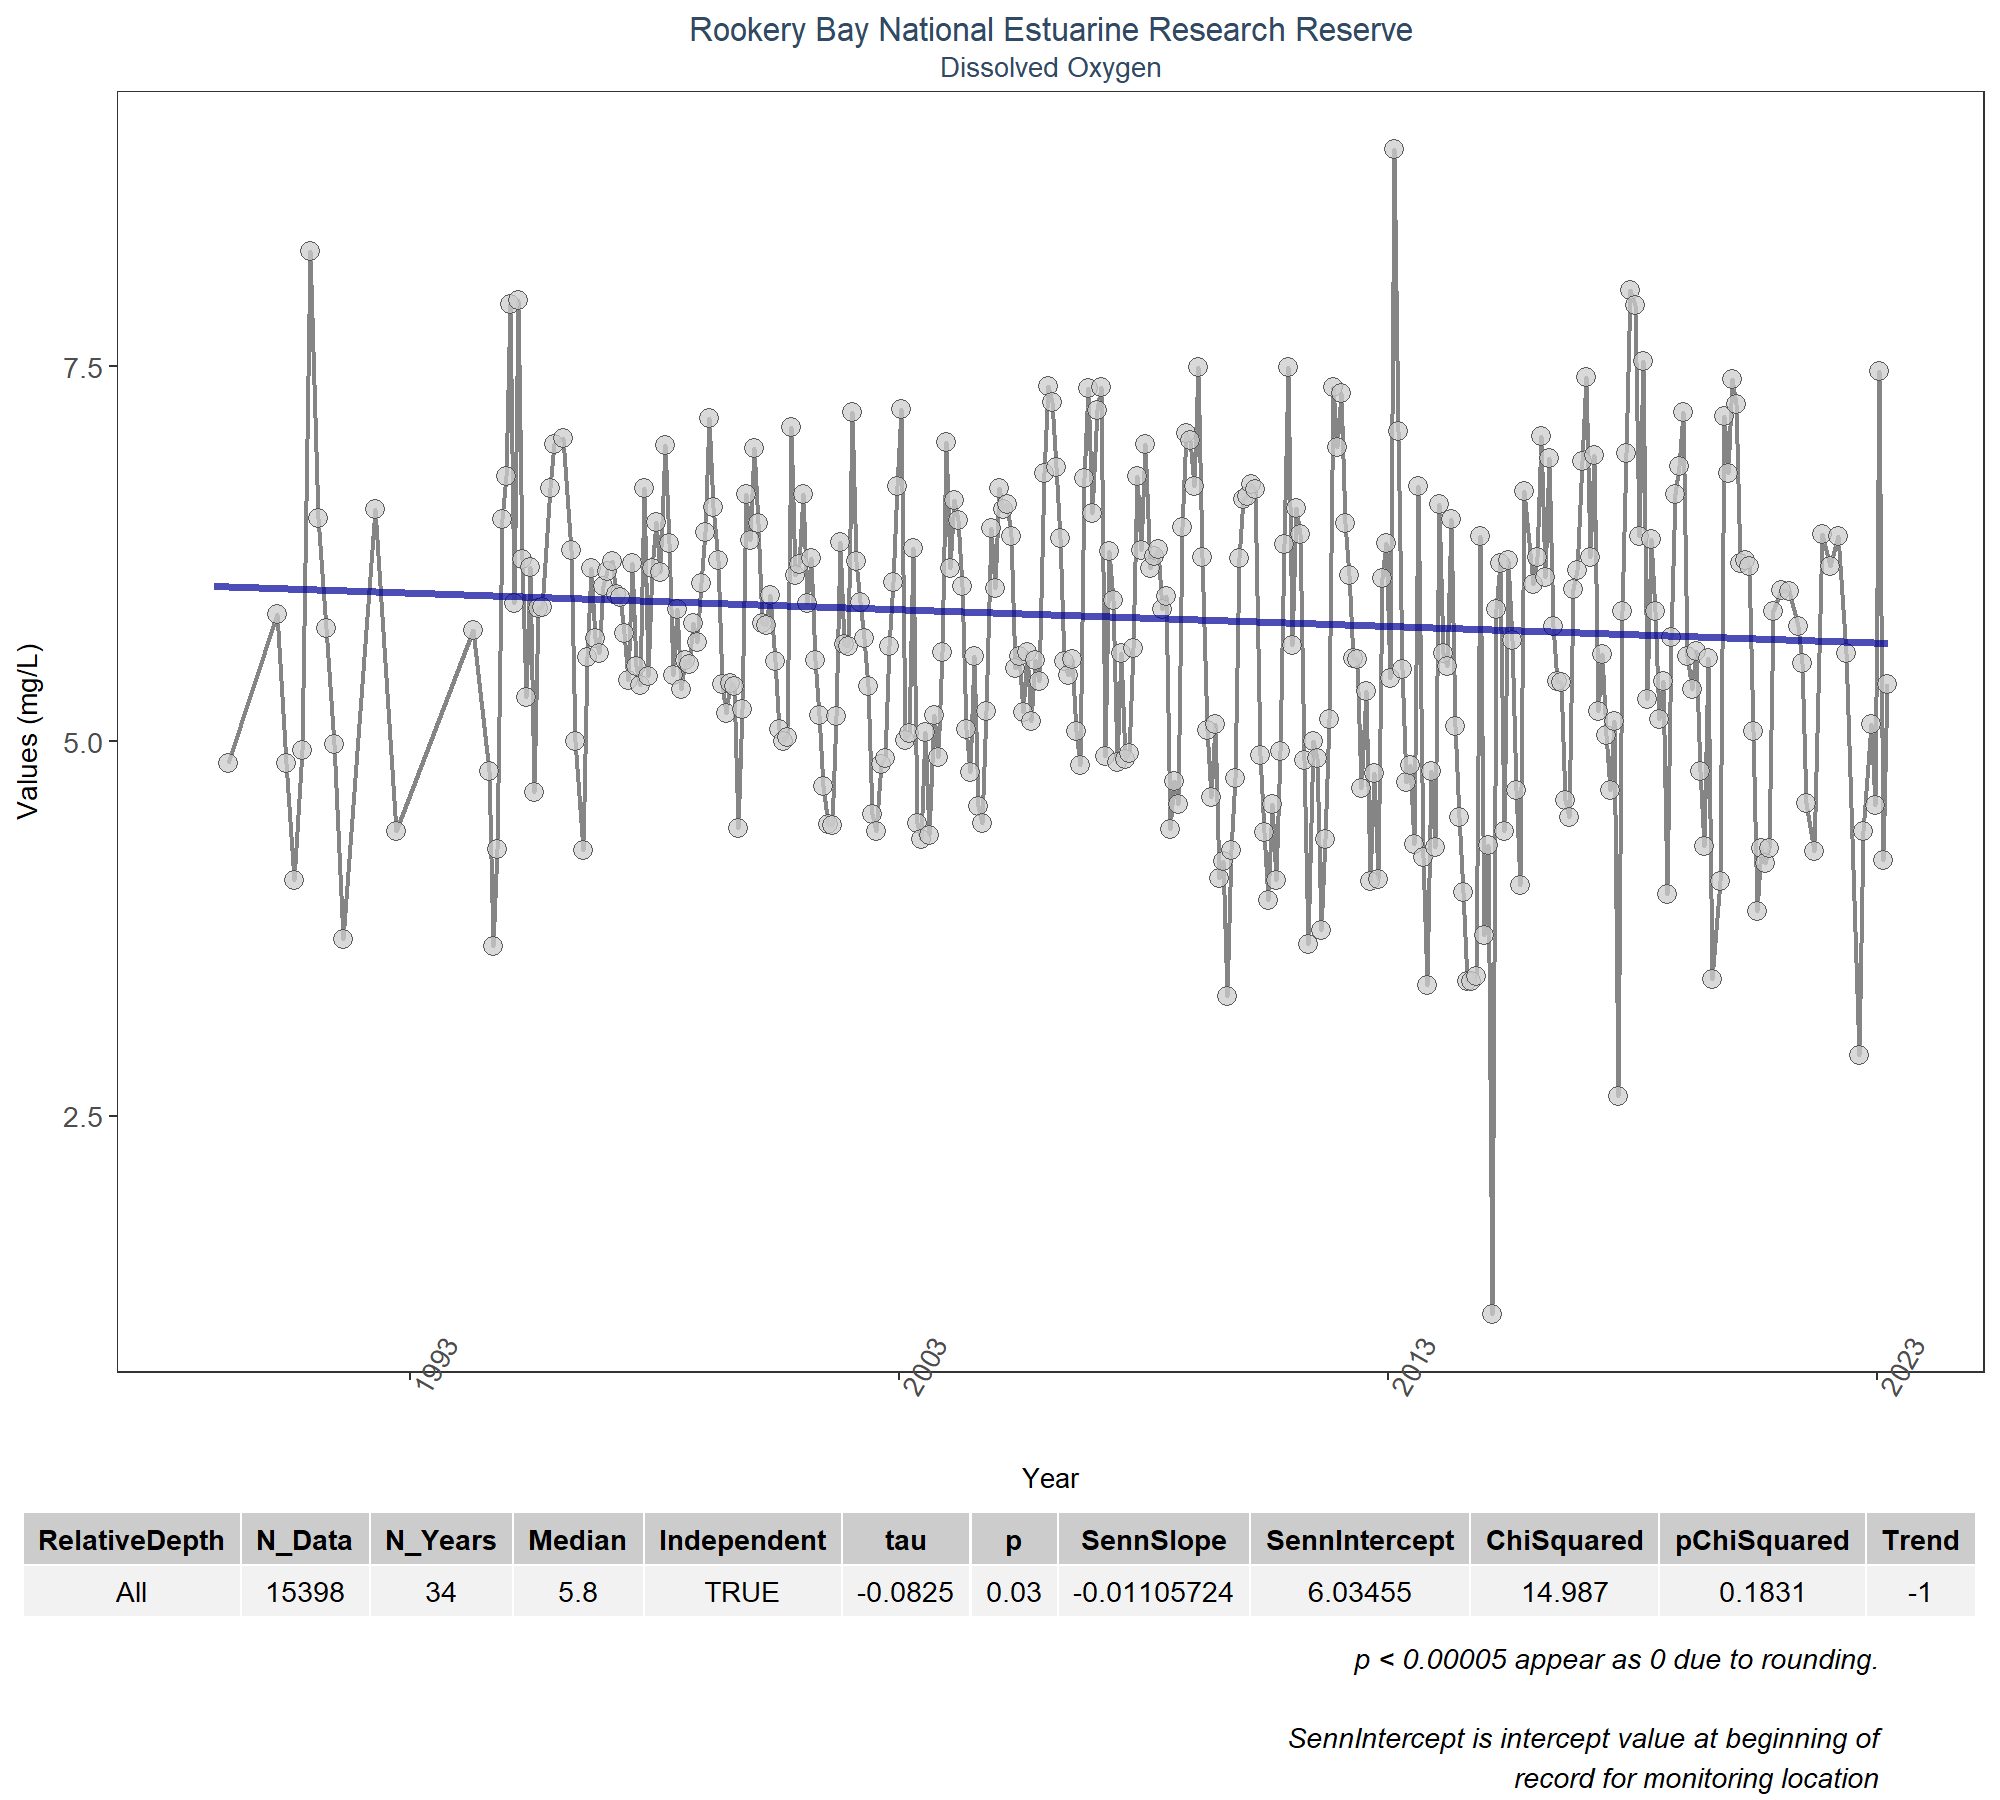 Rookery Bay National Estuarine Research Reserve
Dissolved Oxygen
Values (mg/L)
7.5
5.0
2.5
1993
2003
2013
2023
Year
RelativeDepth N_Data N_Years Median Independent tau p SennSlope SennIntercept ChiSquared pChiSquared Trend
All 15398 34 5.8 TRUE -0.0825 0.03 -0.01105724 6.03455 14.987 0.1831 -1
p < 0.00005 appear as 0 due to rounding.
SennIntercept is intercept value at beginning of
record for monitoring location